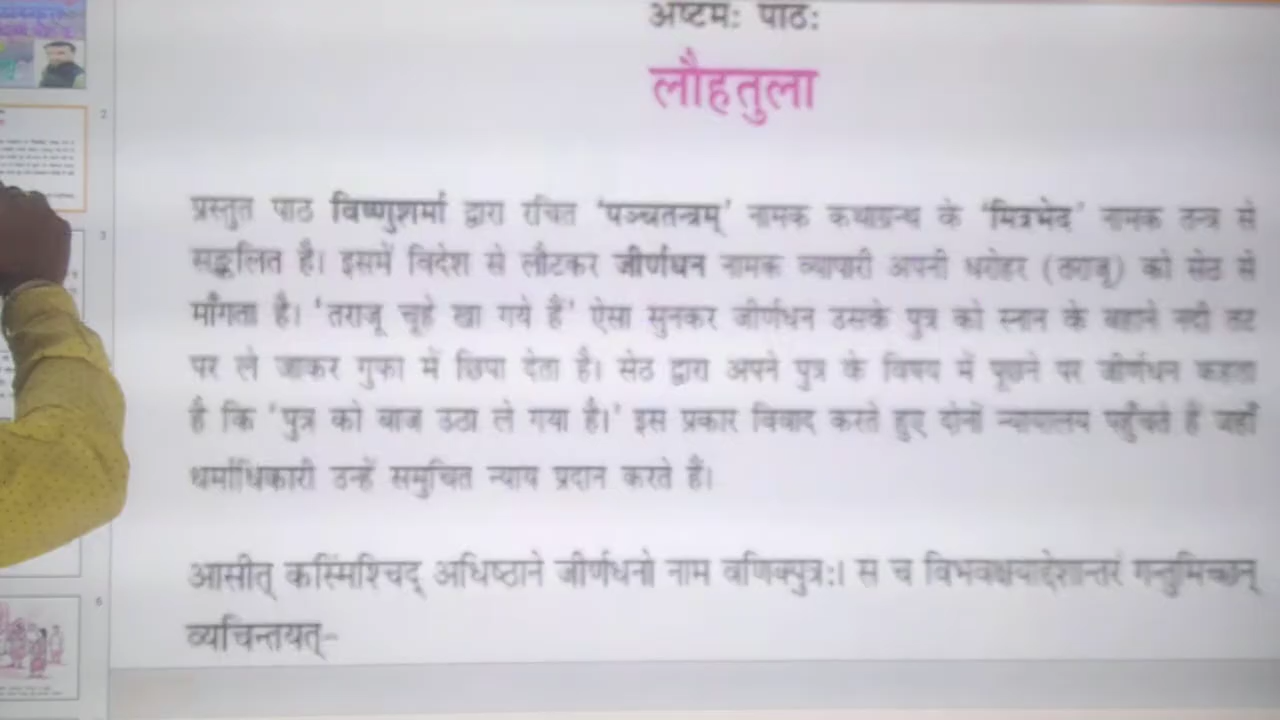 अष्टमः पाठः
लौहतुला
प्रस्तुत पाठ विष्णुशर्मा द्वारा रचित 'पञ्चतन्त्रम्' नामक कथाग्रन्थ के 'मित्रभेद' नामक तन्त्र से
सङ्कलित है। इसमें विदेश से लौटकर जीर्णधन नामक व्यापारी अपनी धरोहर (तराजू) को सेठ से
माँगता है। 'तराजू चूहे खा गये हैं' ऐसा सुनकर जीर्णधन उसके पुत्र को स्नान के बहाने नदी तट
पर ले जाकर गुफा में छिपा देता है। सेठ द्वारा अपने पुत्र के विषय में पूछने पर जीर्णधन कहता
है कि 'पुत्र को बाज उठा ले गया है।' इस प्रकार विवाद करते हुए दोनों न्यायालय पहुँचते हैं जहाँ
धर्माधिकारी उन्हें समुचित न्याय प्रदान करते हैं।
आसीत् कस्मिंश्चिद् अधिष्ठाने जीर्णधनो नाम वणिक्पुत्रः। स च विभवक्षयाद्देशान्तरं गन्तुमिच्छन्
व्यचिन्तयत्-
2
3
6